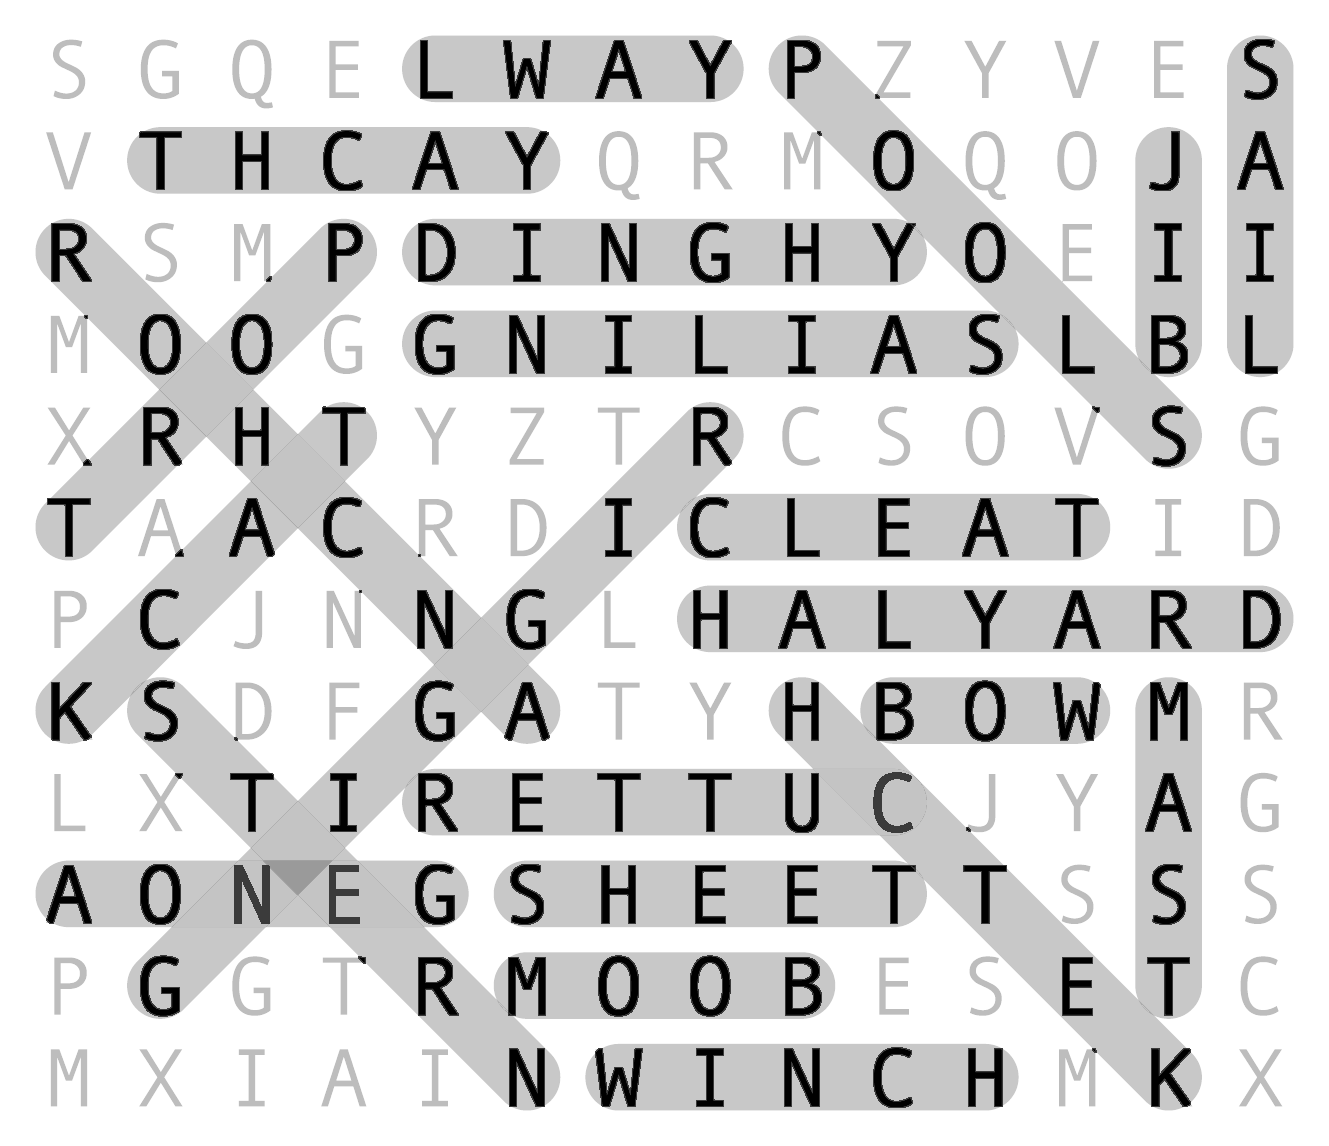 S G Q E L W A Y P Z Y V E S
V T H C A Y Q R M O Q O J A
R S M P D I N G H Y O E I I
M O O G G N I L I A S L B L
X R H T Y Z T R C S O V S G
T A A C R D I C L E A T I D
P C J N N G L H A L Y A R D
K S D F G A T Y H B O W M R
L X T I R E T T U C J Y A G
A O N E G S H E E T T S S S
P G G T R M O O B E S E T C
M X I A I N W I N C H M K X